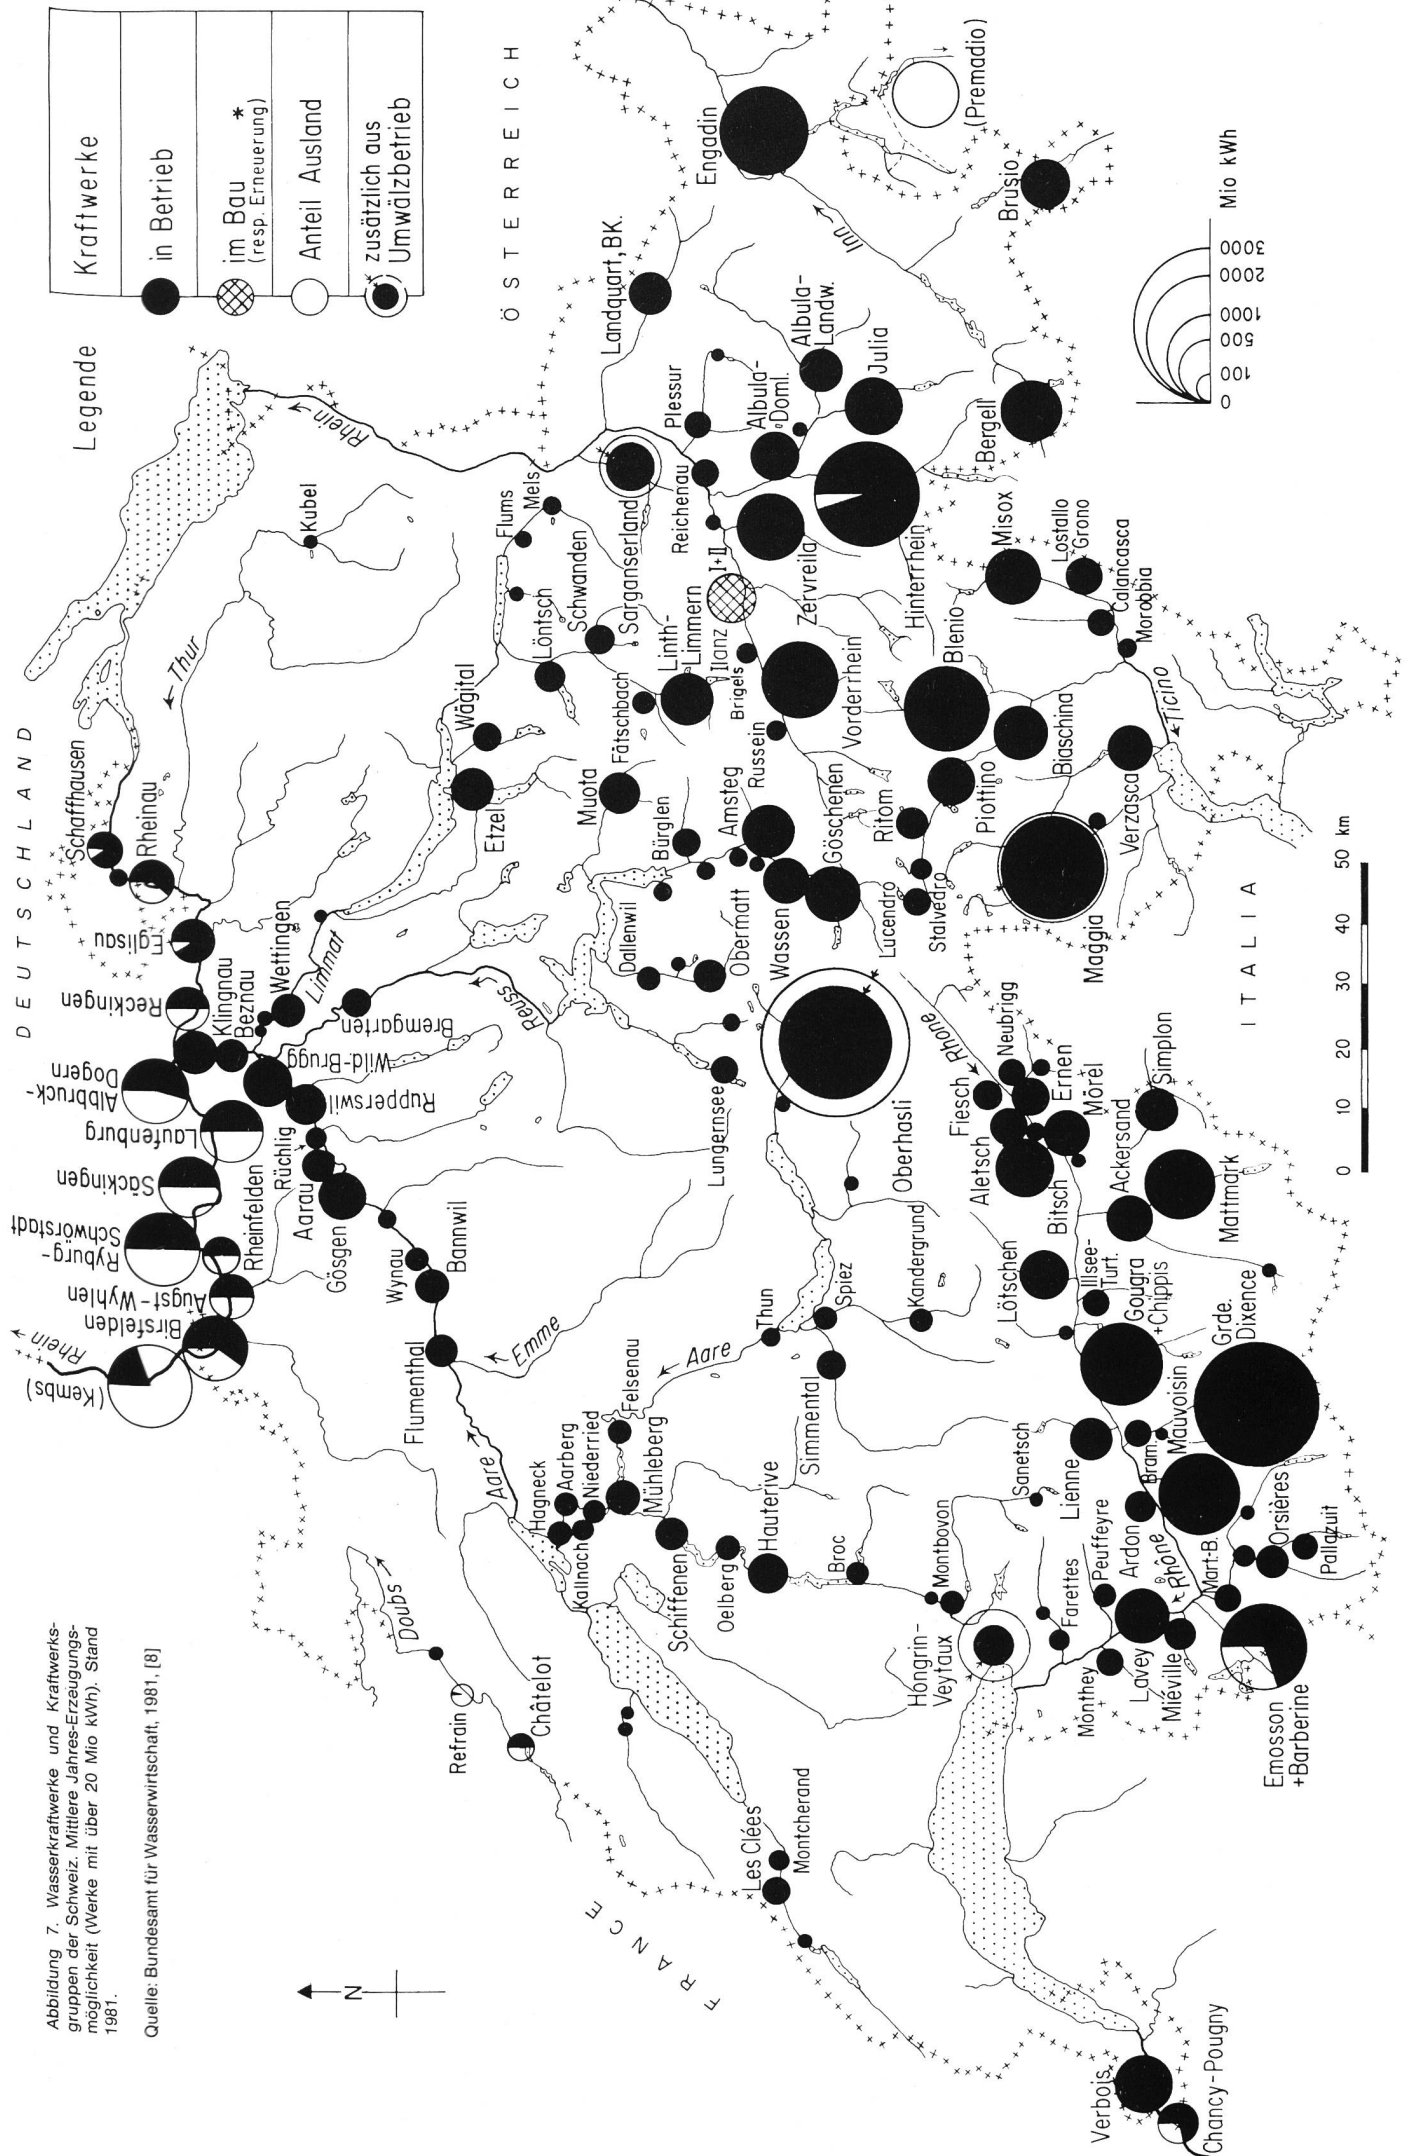 Abbildung 7. Wasserkraftwerke und Kraftwerks-
gruppen der Schweiz. Mittlere Jahres-Erzeugungs-
möglichkeit (Werke mit über 20 Mio kWh). Stand
1981.
Quelle: Bundesamt für Wasserwirtschaft, 1981, [8]
N
Legende
Kraftwerke
in Betrieb
im Bau *
(resp. Erneuerung)
Anteil Ausland
zusätzlich aus
Umwälzbetrieb
DEUTSCHLAND
ÖSTERREICH
FRANCE
ITALIA
Rhein
(Kembs)
Birsfelden
Augst-Wyhlen
Ryburg-
Schwörstadt
Rheinfelden
Säckingen
Laufenburg
Albbruck-
Dogern
Reckingen
Eglisau
Rheinau
Schaffhausen
Klingnau
Beznau
Wettingen
Limmat
Bremgarten
Wild-Brugg
Rupperswil
Rüchlig
Aarau
Gösgen
Wynau
Bannwil
Flumenthal
Emme
Aare
Thur
Kubel
Rhein
Reuss
Doubs
Refrain
Châtelot
Hagneck
Aarberg
Kallnach
Niederried
Felsenau
Mühleberg
Aare
Thun
Schiffenen
Oelberg
Hauterive
Broc
Montbovon
Simmental
Spiez
Kandergrund
Les Clées
Montcherand
Etzel
Wägital
Löntsch
Schwanden
Flums
Mels
Sarganserland
Muota
Fätschbach
Linth-
Limmern
Bürglen
Amsteg
Dallenwil
Obermatt
Wassen
Göschenen
Lungernsee
Oberhasli
Landquart, BK.
Plessur
Reichenau
Albula-
Doml.
Albula-
Landw.
Julia
Ilanz I+II
Brigels
Russein
Zervreila
Vorderrhein
Hinterrhein
Engadin
Inn
(Premadio)
Brusio
Bergell
Misox
Lostallo
Grono
Calancasca
Morobbia
Blenio
Biaschina
Piottino
Ritom
Lucendro
Stalvedro
Verzasca
Ticino
Maggia
Rhone
Neubrigg
Fiesch
Ernen
Aletsch
Mörel
Bitsch
Simplon
Ackersand
Mattmark
Lötschen
Illsee-
Turt.
Gougra
+Chippis
Grde.
Dixence
Mauvoisin
Bram.
Lienne
Sanetsch
Ardon
Peuffeyre
Farettes
Hongrin-
Veytaux
Monthey
Lavey
Miéville
Rhône
Mart.-B.
Orsières
Pallazuit
Emosson
+Barberine
Verbois
Chancy-Pougny
0 10 20 30 40 50 km
0 100 500 1000 2000 3000 Mio kWh